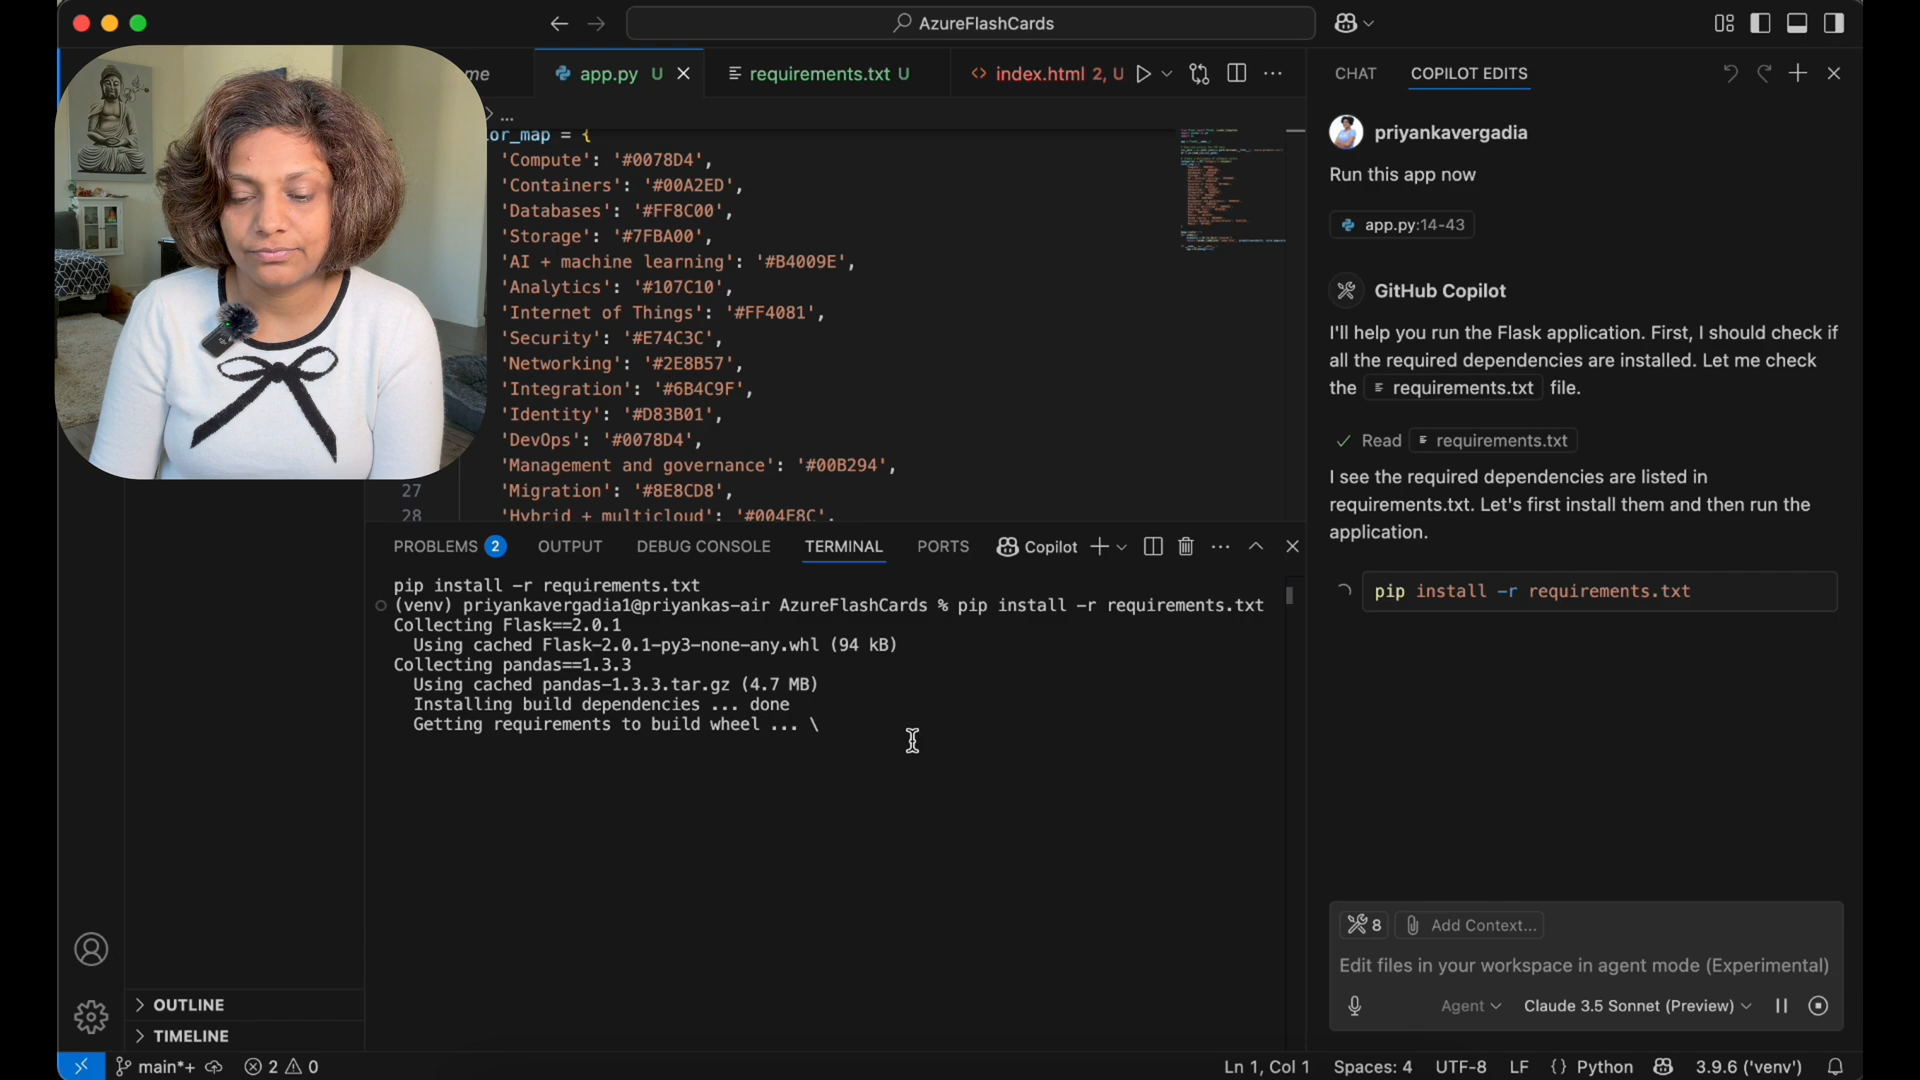 AzureFlashCards
me
app.py U
requirements.txt U
index.html 2, U
...
or_map = {
'Compute': '#0078D4',
'Containers': '#00A2ED',
'Databases': '#FF8C00',
'Storage': '#7FBA00',
'AI + machine learning': '#B4009E',
'Analytics': '#107C10',
'Internet of Things': '#FF4081',
'Security': '#E74C3C',
'Networking': '#2E8B57',
'Integration': '#6B4C9F',
'Identity': '#D83B01',
'DevOps': '#0078D4',
'Management and governance': '#00B294',
27 'Migration': '#8E8CD8',
28 'Hybrid + multicloud': '#004E8C',
PROBLEMS 2 OUTPUT DEBUG CONSOLE TERMINAL PORTS Copilot
pip install -r requirements.txt
(venv) priyankavergadia1@priyankas-air AzureFlashCards % pip install -r requirements.txt
Collecting Flask==2.0.1
Using cached Flask-2.0.1-py3-none-any.whl (94 kB)
Collecting pandas==1.3.3
Using cached pandas-1.3.3.tar.gz (4.7 MB)
Installing build dependencies ... done
Getting requirements to build wheel ... \
CHAT COPILOT EDITS
priyankavergadia
Run this app now
app.py:14-43
GitHub Copilot
I'll help you run the Flask application. First, I should check if
all the required dependencies are installed. Let me check
the requirements.txt file.
Read requirements.txt
I see the required dependencies are listed in
requirements.txt. Let's first install them and then run the
application.
pip install -r requirements.txt
8 Add Context...
Edit files in your workspace in agent mode (Experimental)
Agent Claude 3.5 Sonnet (Preview)
OUTLINE
TIMELINE
main*+ 2 0 Ln 1, Col 1 Spaces: 4 UTF-8 LF {} Python 3.9.6 ('venv')